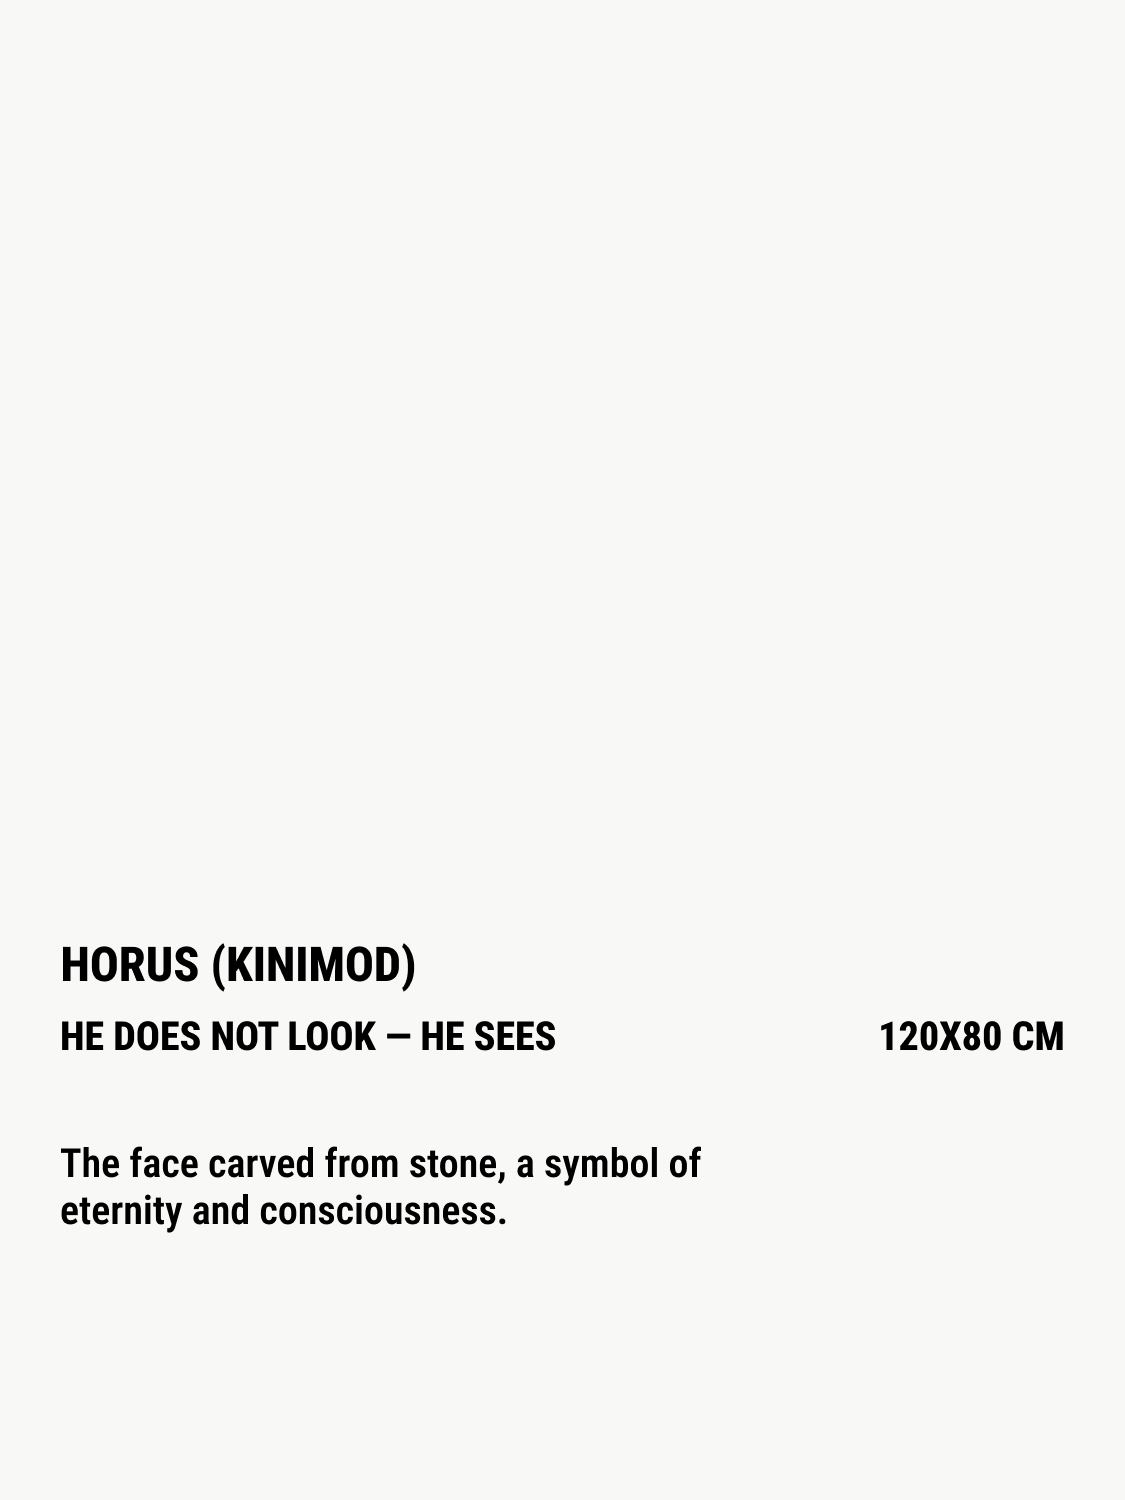 HORUS (KINIMOD)
HE DOES NOT LOOK – HE SEES 120X80 CM
The face carved from stone, a symbol of
eternity and consciousness.